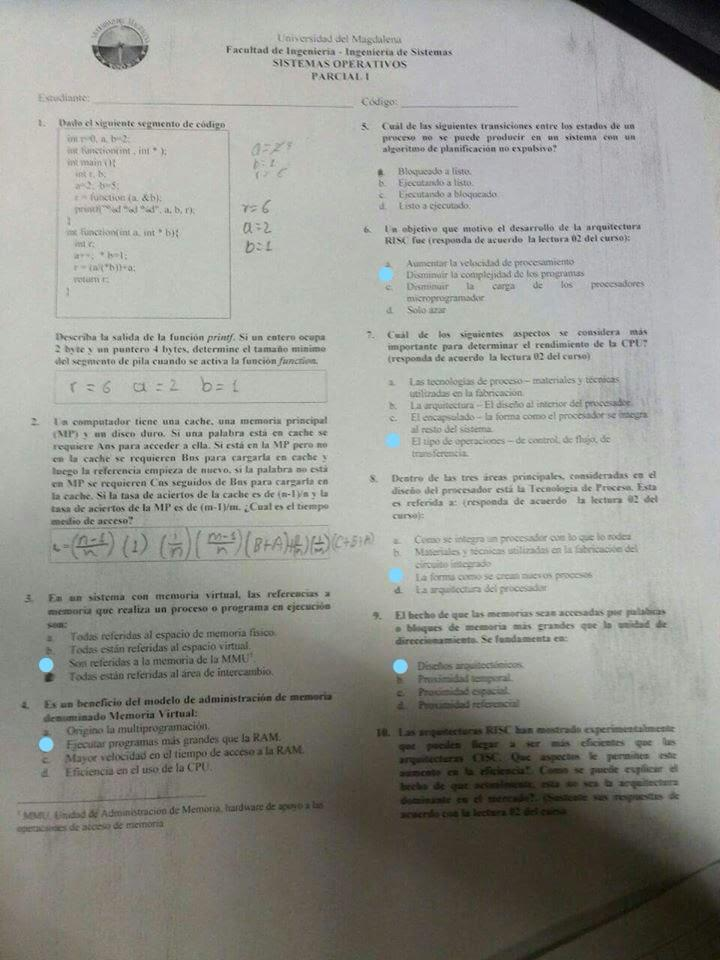 Universidad del Magdalena
Facultad de Ingeniería - Ingeniería de Sistemas
SISTEMAS OPERATIVOS
PARCIAL I
Estudiante:
Código:
1. Dado el siguiente segmento de código
int r=0, a, b=2;
int function(int , int * );
int main (){
int r, b;
a=2; b=5;
r = function (a, &b);
printf("%d %d %d", a, b, r);
}
int function(int a, int * b){
int r;
a++; * b=1;
r = (a/(*b))+a;
return r;
}
r=6
a=2
b=1
Describa la salida de la función printf. Si un entero ocupa
2 byte y un puntero 4 bytes, determine el tamaño mínimo
del segmento de pila cuando se activa la función function.
r = 6 a = 2 b = 1
2. Un computador tiene una cache, una memoria principal
(MP) y un disco duro. Si una palabra está en cache se
requiere Ans para acceder a ella. Si está en la MP pero no
en la cache se requieren Bns para cargarla en cache y
luego la referencia empieza de nuevo, si la palabra no está
en MP se requieren Cns seguidos de Bns para cargarla en
la cache. Si la tasa de aciertos de la cache es de (n-1)/n y la
tasa de aciertos de la MP es de (m-1)/m. ¿Cual es el tiempo
medio de acceso?
3. En un sistema con memoria virtual, las referencias a
memoria que realiza un proceso o programa en ejecución
son:
a. Todas referidas al espacio de memoria físico.
b. Todas están referidas al espacio virtual.
Son referidas a la memoria de la MMU¹
Todas están referidas al área de intercambio.
4. Es un beneficio del modelo de administración de memoria
denominado Memoria Virtual:
a. Origino la multiprogramación.
Ejecutar programas más grandes que la RAM.
c. Mayor velocidad en el tiempo de acceso a la RAM.
d. Eficiencia en el uso de la CPU.
¹ MMU: Unidad de Administración de Memoria, hardware de apoyo a las
operaciones de acceso de memoria
5. Cuál de las siguientes transiciones entre los estados de un
proceso no se puede producir en un sistema con un
algoritmo de planificación no expulsivo?
Bloqueado a listo.
b. Ejecutando a listo.
c. Ejecutando a bloqueado.
d. Listo a ejecutado.
6. Un objetivo que motivo el desarrollo de la arquitectura
RISC fue (responda de acuerdo la lectura 02 del curso):
a. Aumentar la velocidad de procesamiento
Disminuir la complejidad de los programas
c. Disminuir la carga de los procesadores
microprogramador
d. Solo azar
7. Cuál de los siguientes aspectos se considera más
importante para determinar el rendimiento de la CPU?
(responda de acuerdo la lectura 02 del curso)
a. Las tecnologías de proceso – materiales y técnicas
utilizadas en la fabricación.
b. La arquitectura – El diseño al interior del procesador
c. El encapsulado – la forma como el procesador se integra
al resto del sistema.
El tipo de operaciones – de control, de flujo, de
transferencia.
8. Dentro de las tres áreas principales, consideradas en el
diseño del procesador está la Tecnología de Proceso. Esta
es referida a: (responda de acuerdo la lectura 02 del
curso):
a. Como se integra un procesador con lo que lo rodea
b. Materiales y técnicas utilizadas en la fabricación del
circuito integrado
La forma como se crean nuevos procesos
d. La arquitectura del procesador
9. El hecho de que las memorias sean accesadas por palabras
o bloques de memoria más grandes que la unidad de
direccionamiento. Se fundamenta en:
Diseños arquitectónicos.
b. Proximidad temporal.
c. Proximidad espacial.
d. Proximidad referencial
10. Las arquitecturas RISC han mostrado experimentalmente
que pueden llegar a ser más eficientes que las
arquitecturas CISC. Que aspectos le permiten este
aumento en la eficiencia?. Como se puede explicar el
hecho de que actualmente, esta no sea la arquitectura
dominante en el mercado?. (Sustente sus respuestas de
acuerdo con la lectura 02 del curso